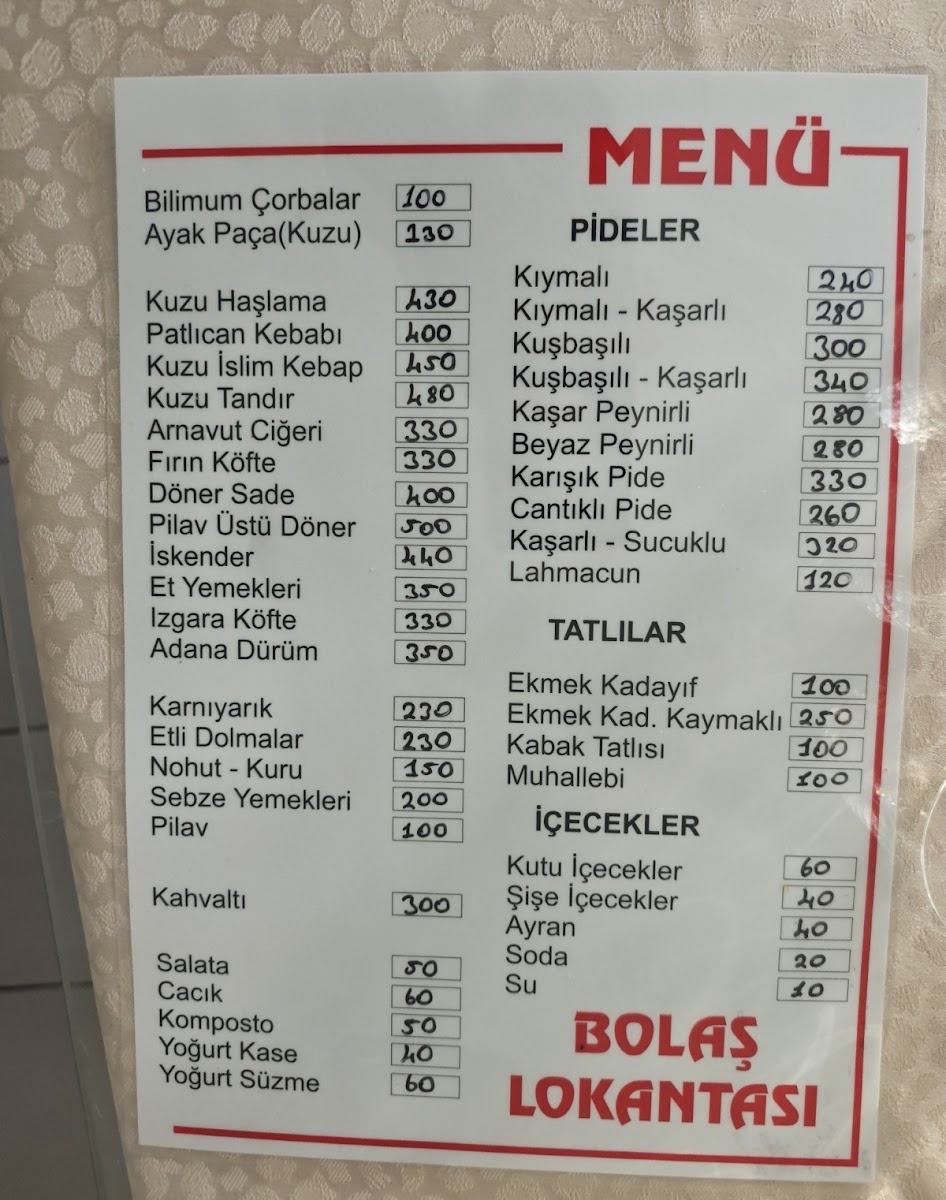 MENÜ
Bilimum Çorbalar 100
Ayak Paça(Kuzu) 130
Kuzu Haşlama 430
Patlıcan Kebabı 400
Kuzu İslim Kebap 450
Kuzu Tandır 480
Arnavut Ciğeri 330
Fırın Köfte 330
Döner Sade 400
Pilav Üstü Döner 500
İskender 440
Et Yemekleri 350
Izgara Köfte 330
Adana Dürüm 350
Karnıyarık 230
Etli Dolmalar 230
Nohut - Kuru 150
Sebze Yemekleri 200
Pilav 100
Kahvaltı 300
Salata 50
Cacık 60
Komposto 50
Yoğurt Kase 40
Yoğurt Süzme 60
PİDELER
Kıymalı 240
Kıymalı - Kaşarlı 280
Kuşbaşılı 300
Kuşbaşılı - Kaşarlı 340
Kaşar Peynirli 280
Beyaz Peynirli 280
Karışık Pide 330
Cantıklı Pide 260
Kaşarlı - Sucuklu 320
Lahmacun 120
TATLILAR
Ekmek Kadayıf 100
Ekmek Kad. Kaymaklı 250
Kabak Tatlısı 100
Muhallebi 100
İÇECEKLER
Kutu İçecekler 60
Şişe İçecekler 40
Ayran 40
Soda 20
Su 10
BOLAŞ
LOKANTASI